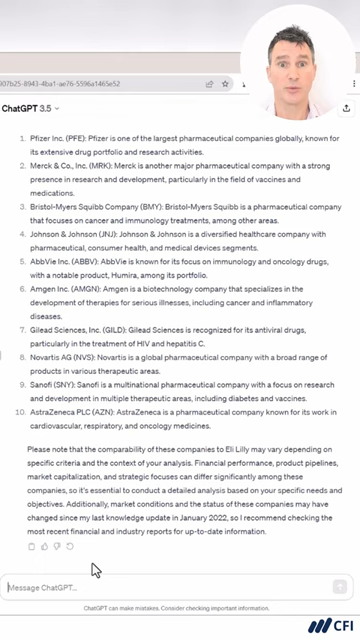 907b25-8943-4ba1-ae76-5596a1465e52
ChatGPT 3.5
1. Pfizer Inc. (PFE): Pfizer is one of the largest pharmaceutical companies globally, known for
its extensive drug portfolio and research activities.
2. Merck & Co., Inc. (MRK): Merck is another major pharmaceutical company with a strong
presence in research and development, particularly in the field of vaccines and
medications.
3. Bristol-Myers Squibb Company (BMY): Bristol-Myers Squibb is a pharmaceutical company
that focuses on cancer and immunology treatments, among other areas.
4. Johnson & Johnson (JNJ): Johnson & Johnson is a diversified healthcare company with
pharmaceutical, consumer health, and medical devices segments.
5. AbbVie Inc. (ABBV): AbbVie is known for its focus on immunology and oncology drugs,
with a notable product, Humira, among its portfolio.
6. Amgen Inc. (AMGN): Amgen is a biotechnology company that specializes in the
development of therapies for serious illnesses, including cancer and inflammatory
diseases.
7. Gilead Sciences, Inc. (GILD): Gilead Sciences is recognized for its antiviral drugs,
particularly in the treatment of HIV and hepatitis C.
8. Novartis AG (NVS): Novartis is a global pharmaceutical company with a broad range of
products in various therapeutic areas.
9. Sanofi (SNY): Sanofi is a multinational pharmaceutical company with a focus on research
and development in multiple therapeutic areas, including diabetes and vaccines.
10. AstraZeneca PLC (AZN): AstraZeneca is a pharmaceutical company known for its work in
cardiovascular, respiratory, and oncology medicines.
Please note that the comparability of these companies to Eli Lilly may vary depending on
specific criteria and the context of your analysis. Financial performance, product pipelines,
market capitalization, and strategic focuses can differ significantly among these
companies, so it's essential to conduct a detailed analysis based on your specific needs and
objectives. Additionally, market conditions and the status of these companies may have
changed since my last knowledge update in January 2022, so I recommend checking the
most recent financial and industry reports for up-to-date information.
Message ChatGPT...
ChatGPT can make mistakes. Consider checking important information.
CFI